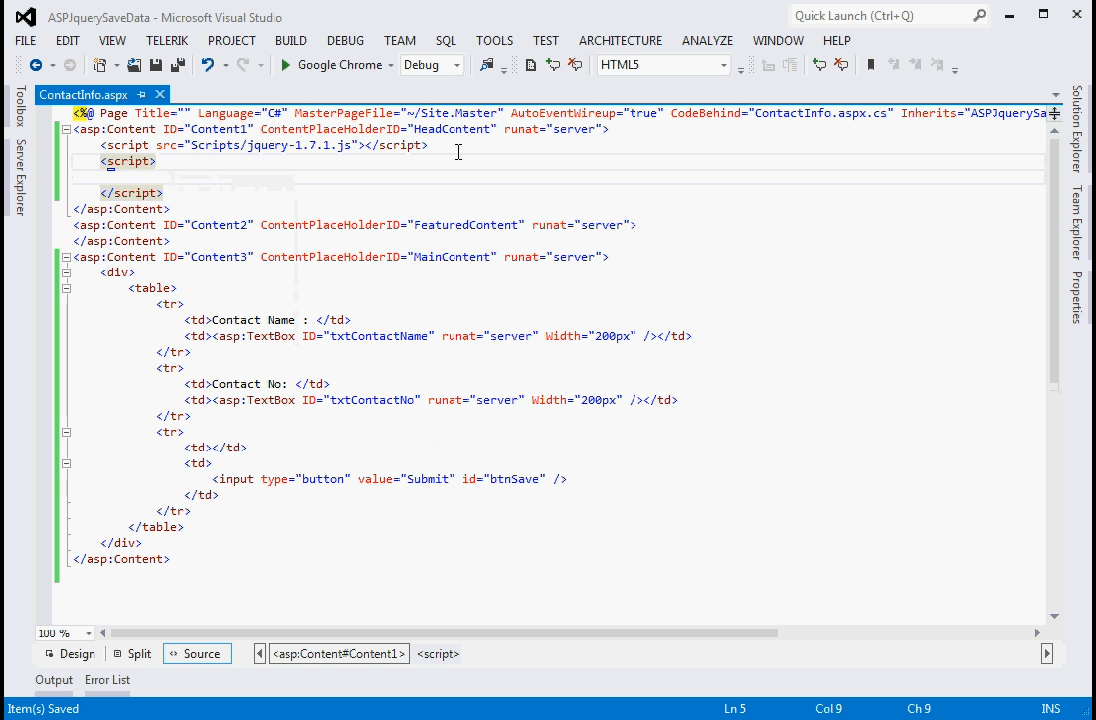 ASPJquerySaveData - Microsoft Visual Studio
Quick Launch (Ctrl+Q)
FILE EDIT VIEW TELERIK PROJECT BUILD DEBUG TEAM SQL TOOLS TEST ARCHITECTURE ANALYZE WINDOW HELP
Google Chrome Debug HTML5
ContactInfo.aspx
Toolbox
Server Explorer
<%@ Page Title="" Language="C#" MasterPageFile="~/Site.Master" AutoEventWireup="true" CodeBehind="ContactInfo.aspx.cs" Inherits="ASPJquerySa
<asp:Content ID="Content1" ContentPlaceHolderID="HeadContent" runat="server">
<script src="Scripts/jquery-1.7.1.js"></script>
<script>
</script>
</asp:Content>
<asp:Content ID="Content2" ContentPlaceHolderID="FeaturedContent" runat="server">
</asp:Content>
<asp:Content ID="Content3" ContentPlaceHolderID="MainContent" runat="server">
<div>
<table>
<tr>
<td>Contact Name : </td>
<td><asp:TextBox ID="txtContactName" runat="server" Width="200px" /></td>
</tr>
<tr>
<td>Contact No: </td>
<td><asp:TextBox ID="txtContactNo" runat="server" Width="200px" /></td>
</tr>
<tr>
<td></td>
<td>
<input type="button" value="Submit" id="btnSave" />
</td>
</tr>
</table>
</div>
</asp:Content>
Solution Explorer
Team Explorer
Properties
100 %
Design Split Source <asp:Content#Content1> <script>
Output Error List
Item(s) Saved Ln 5 Col 9 Ch 9 INS